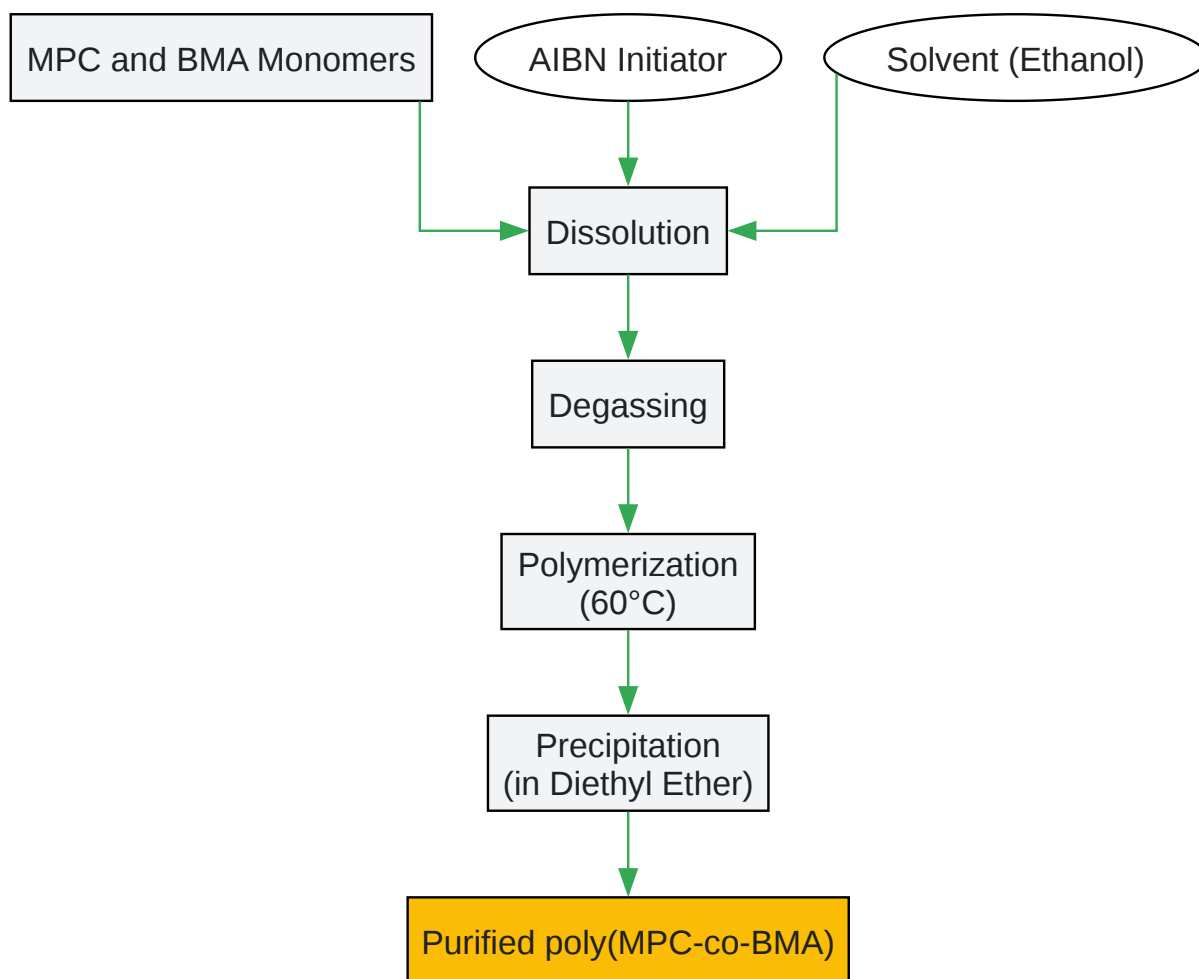 MPC and BMA Monomers
AIBN Initiator
Solvent (Ethanol)
Dissolution
Degassing
Polymerization
(60°C)
Precipitation
(in Diethyl Ether)
Purified poly(MPC-co-BMA)